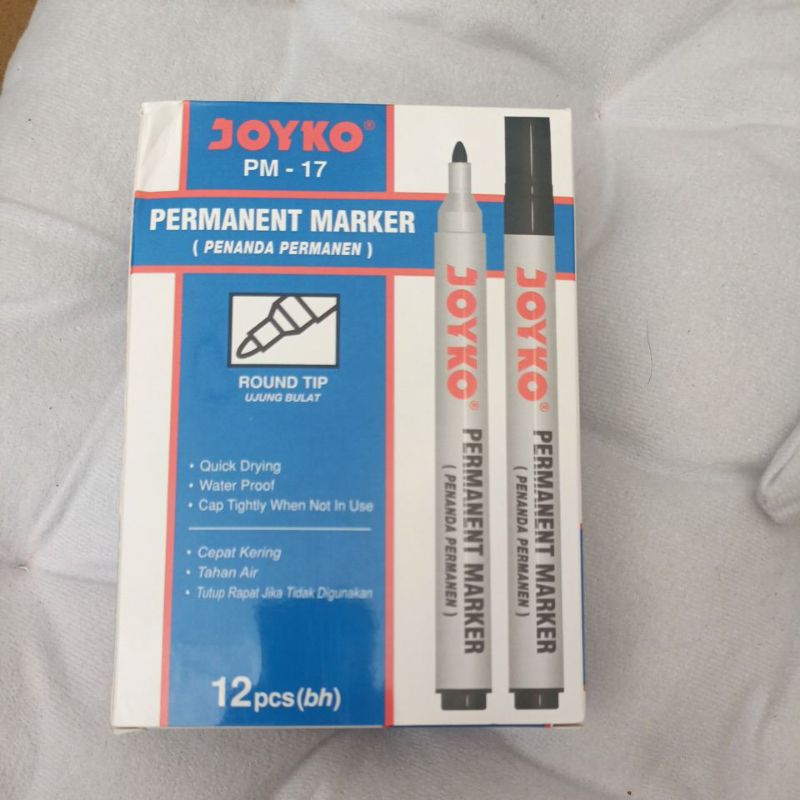 JOYKO®
PM - 17
PERMANENT MARKER
( PENANDA PERMANEN )
ROUND TIP
UJUNG BULAT
• Quick Drying
• Water Proof
• Cap Tightly When Not In Use
• Cepat Kering
• Tahan Air
• Tutup Rapat Jika Tidak Digunakan
12pcs(bh)
JOYKO®
PERMANENT MARKER
( PENANDA PERMANEN )
JOYKO®
PERMANENT MARKER
( PENANDA PERMANEN )